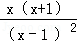 x (x+1)
(x-1) 2